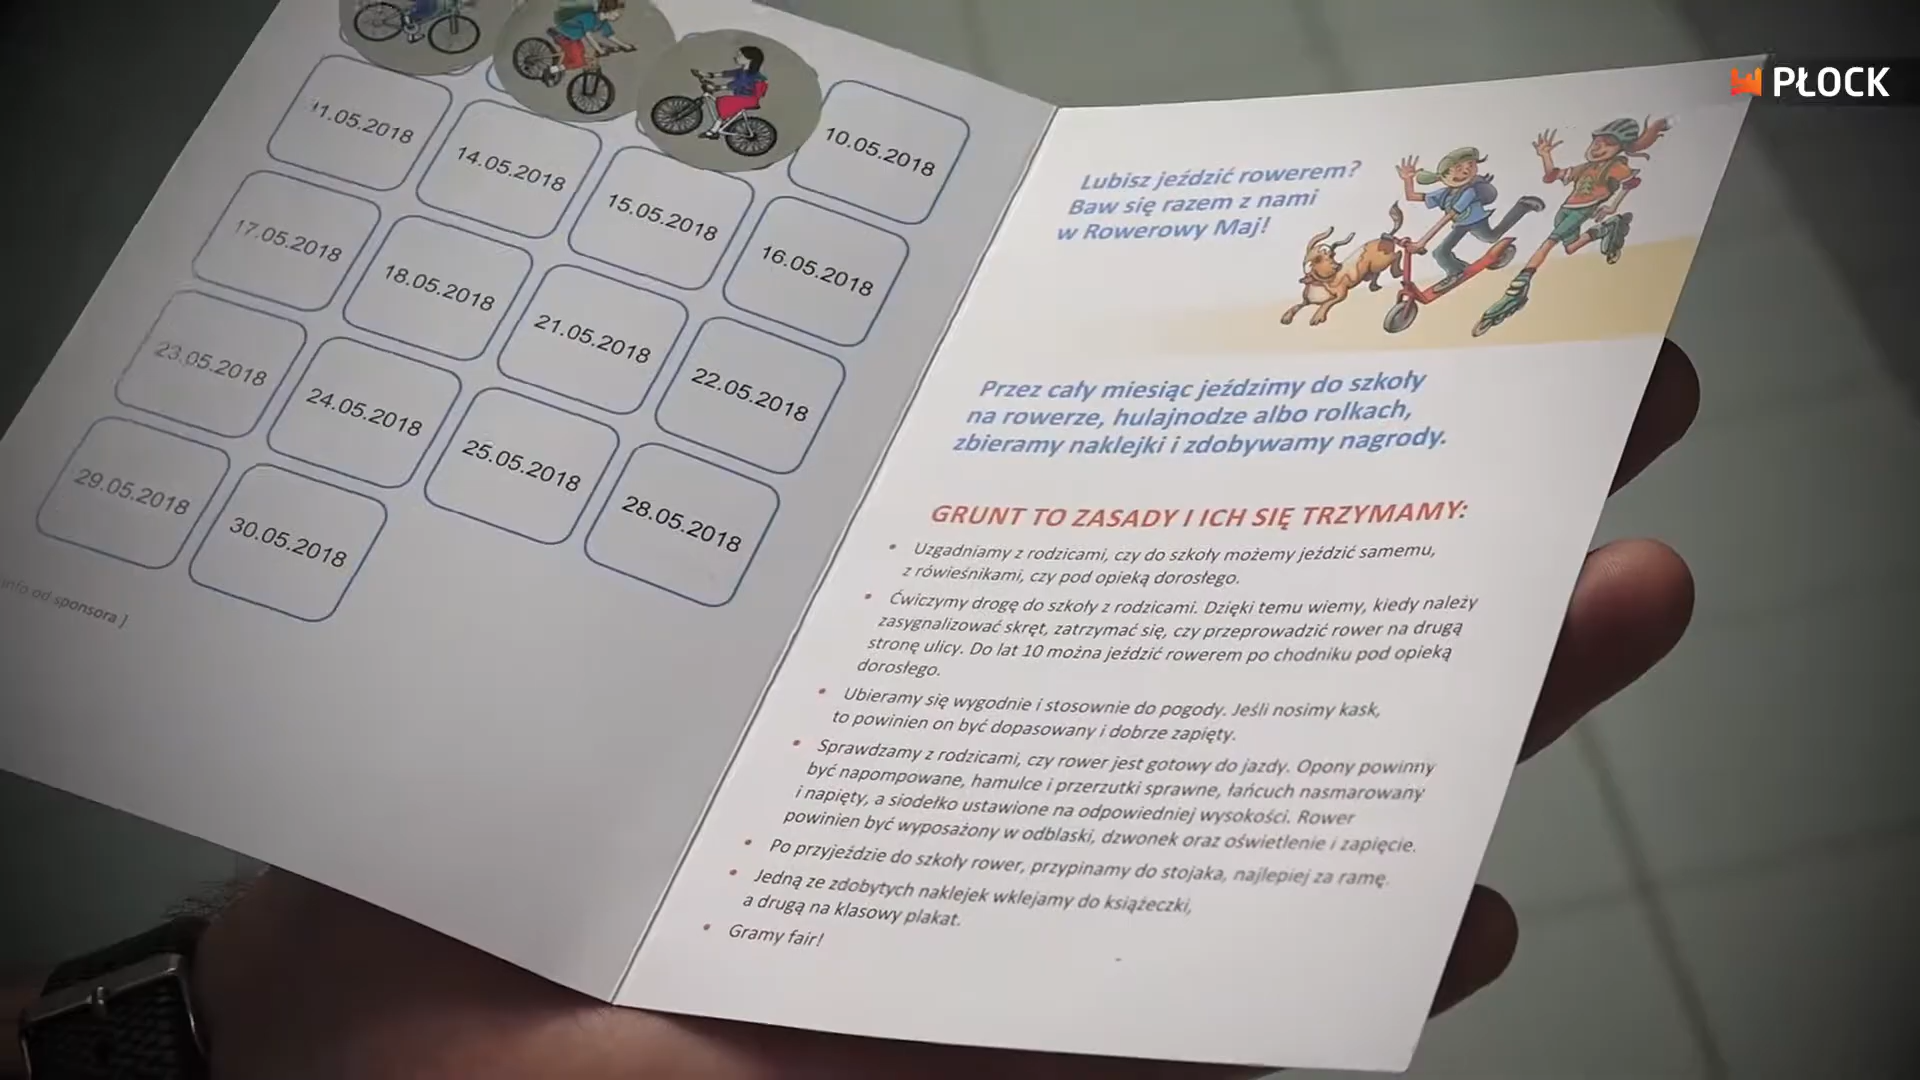 PŁOCK
10.05.2018
11.05.2018
14.05.2018
15.05.2018
16.05.2018
17.05.2018
18.05.2018
21.05.2018
22.05.2018
23.05.2018
24.05.2018
25.05.2018
28.05.2018
29.05.2018
30.05.2018
info od sponsora ]
Lubisz jeździć rowerem?
Baw się razem z nami
w Rowerowy Maj!
Przez cały miesiąc jeździmy do szkoły
na rowerze, hulajnodze albo rolkach,
zbieramy naklejki i zdobywamy nagrody.
GRUNT TO ZASADY I ICH SIĘ TRZYMAMY:
• Uzgadniamy z rodzicami, czy do szkoły możemy jeździć samemu,
z rówieśnikami, czy pod opieką dorosłego.
• Ćwiczymy drogę do szkoły z rodzicami. Dzięki temu wiemy, kiedy należy
zasygnalizować skręt, zatrzymać się, czy przeprowadzić rower na drugą
stronę ulicy. Do lat 10 można jeździć rowerem po chodniku pod opieką
dorosłego.
• Ubieramy się wygodnie i stosownie do pogody. Jeśli nosimy kask,
to powinien on być dopasowany i dobrze zapięty.
• Sprawdzamy z rodzicami, czy rower jest gotowy do jazdy. Opony powinny
być napompowane, hamulce i przerzutki sprawne, łańcuch nasmarowany
i napięty, a siodełko ustawione na odpowiedniej wysokości. Rower
powinien być wyposażony w odblaski, dzwonek oraz oświetlenie i zapięcie.
• Po przyjeździe do szkoły rower, przypinamy do stojaka, najlepiej za ramę.
• Jedną ze zdobytych naklejek wklejamy do książeczki,
a drugą na klasowy plakat.
• Gramy fair!